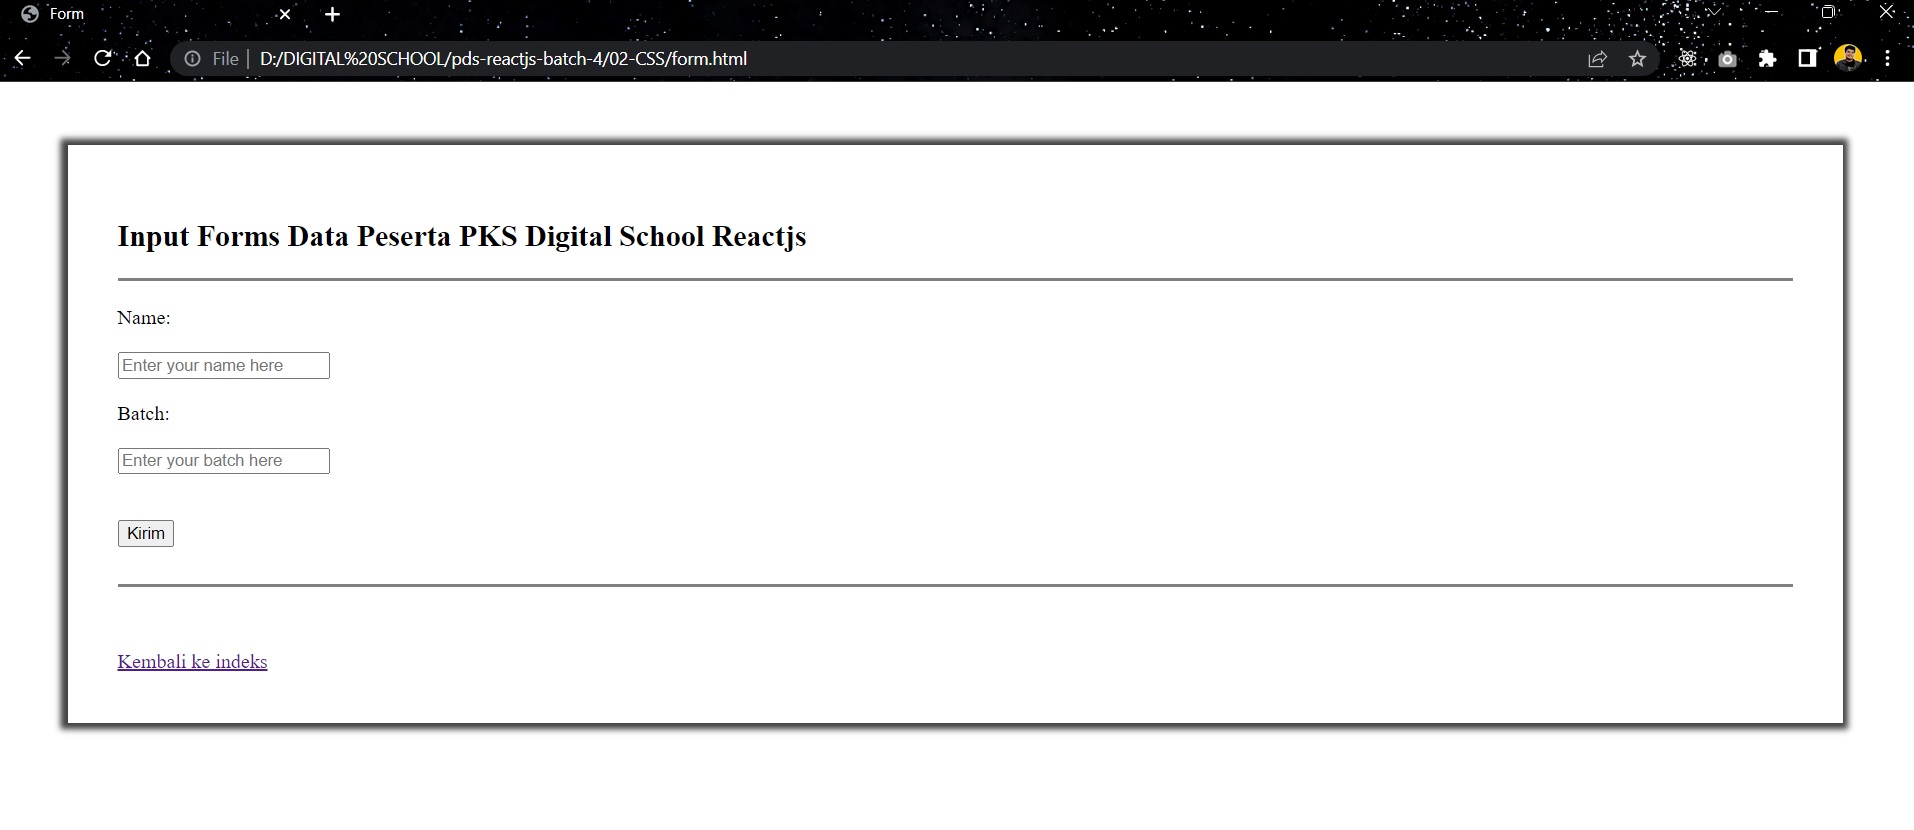 Form
File
D:/DIGITAL%20SCHOOL/pds-reactjs-batch-4/02-CSS/form.html
Input Forms Data Peserta PKS Digital School Reactjs
Name:
Enter your name here
Batch:
Enter your batch here
Kirim
Kembali ke indeks